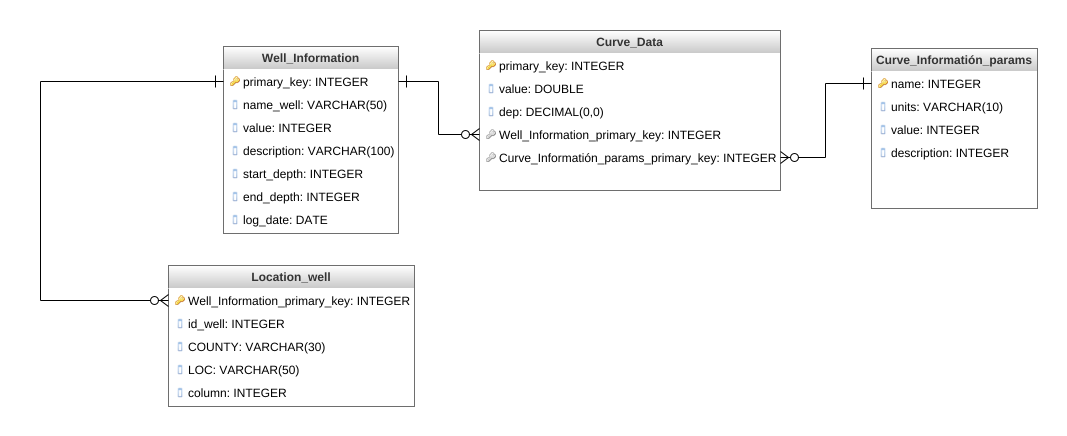 Well_Information
primary_key: INTEGER
name_well: VARCHAR(50)
value: INTEGER
description: VARCHAR(100)
start_depth: INTEGER
end_depth: INTEGER
log_date: DATE
Curve_Data
primary_key: INTEGER
value: DOUBLE
dep: DECIMAL(0,0)
Well_Information_primary_key: INTEGER
Curve_Informatión_params_primary_key: INTEGER
Curve_Informatión_params
name: INTEGER
units: VARCHAR(10)
value: INTEGER
description: INTEGER
Location_well
Well_Information_primary_key: INTEGER
id_well: INTEGER
COUNTY: VARCHAR(30)
LOC: VARCHAR(50)
column: INTEGER